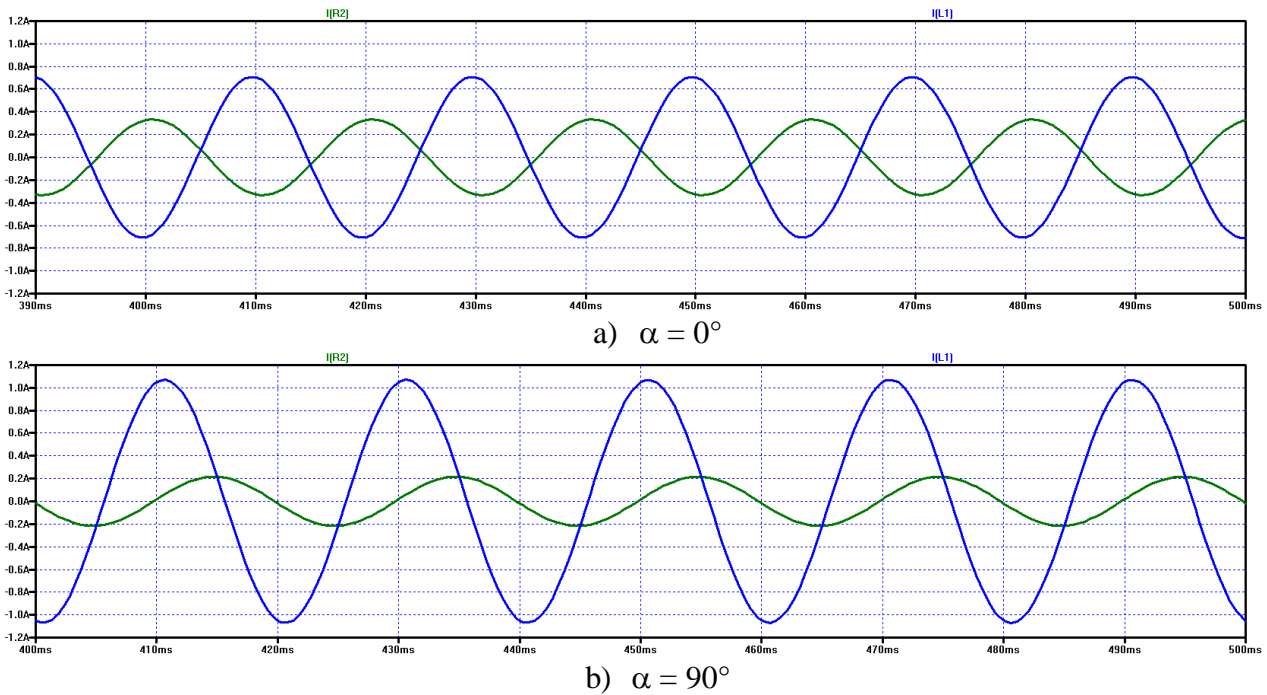 I(R2) I(L1)
1.2A
1.0A
0.8A
0.6A
0.4A
0.2A
0.0A
-0.2A
-0.4A
-0.6A
-0.8A
-1.0A
-1.2A
390ms 400ms 410ms 420ms 430ms 440ms 450ms 460ms 470ms 480ms 490ms 500ms
a) α = 0°
I(R2) I(L1)
1.2A
1.0A
0.8A
0.6A
0.4A
0.2A
0.0A
-0.2A
-0.4A
-0.6A
-0.8A
-1.0A
-1.2A
400ms 410ms 420ms 430ms 440ms 450ms 460ms 470ms 480ms 490ms 500ms
b) α = 90°